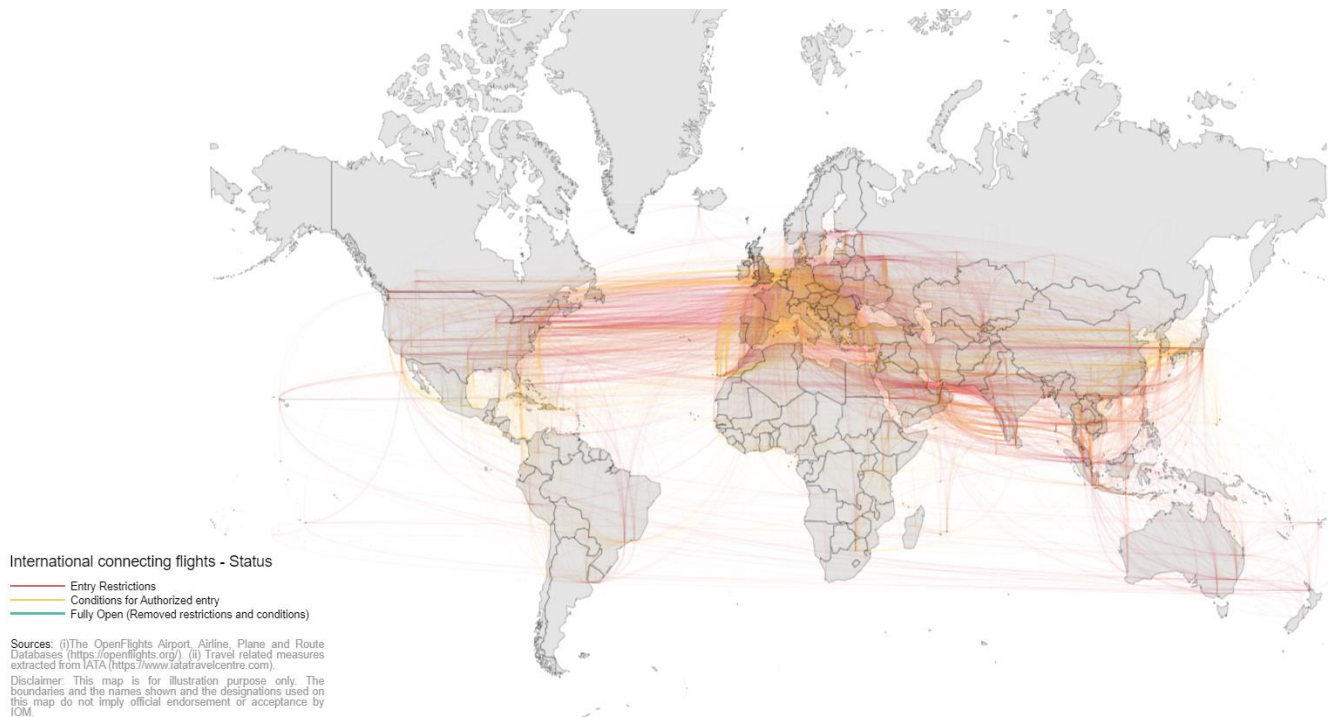 International connecting flights - Status
Entry Restrictions
Conditions for Authorized entry
Fully Open (Removed restrictions and conditions)
Sources: (i)The OpenFlights Airport, Airline, Plane and Route
Databases (https://openflights.org/). (ii) Travel related measures
extracted from IATA (https://www.iatatravelcentre.com).
Disclaimer: This map is for illustration purpose only. The
boundaries and the names shown and the designations used on
this map do not imply official endorsement or acceptance by
IOM.